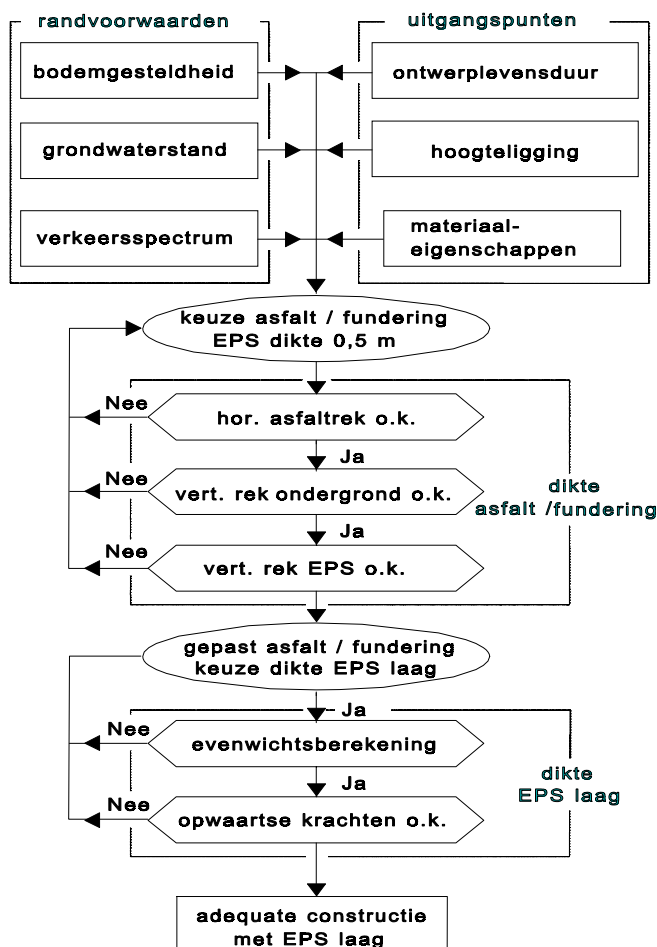 randvoorwaarden
uitgangspunten
bodemgesteldheid
ontwerplevensduur
grondwaterstand
hoogteligging
verkeersspectrum
materiaal-
eigenschappen
keuze asfalt / fundering
EPS dikte 0,5 m
Nee
hor. asfaltrek o.k.
Ja
Nee
vert. rek ondergrond o.k.
dikte
asfalt /fundering
Ja
Nee
vert. rek EPS o.k.
gepast asfalt / fundering
keuze dikte EPS laag
Ja
Nee
evenwichtsberekening
Ja
dikte
EPS laag
Nee
opwaartse krachten o.k.
adequate constructie
met EPS laag